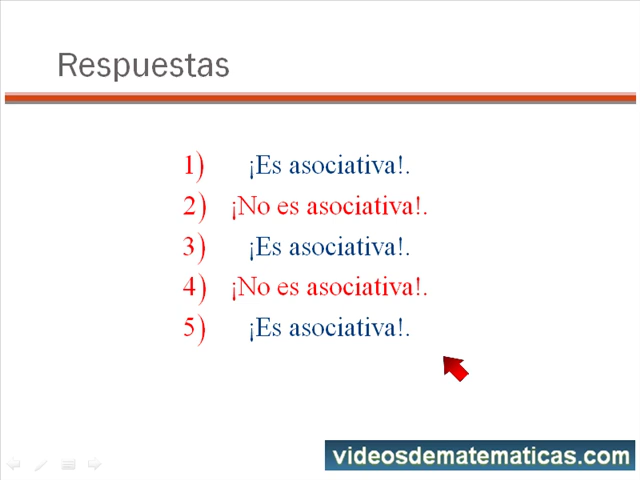 Respuestas
1) ¡Es asociativa!.
2) ¡No es asociativa!.
3) ¡Es asociativa!.
4) ¡No es asociativa!.
5) ¡Es asociativa!.
videosdematematicas.com